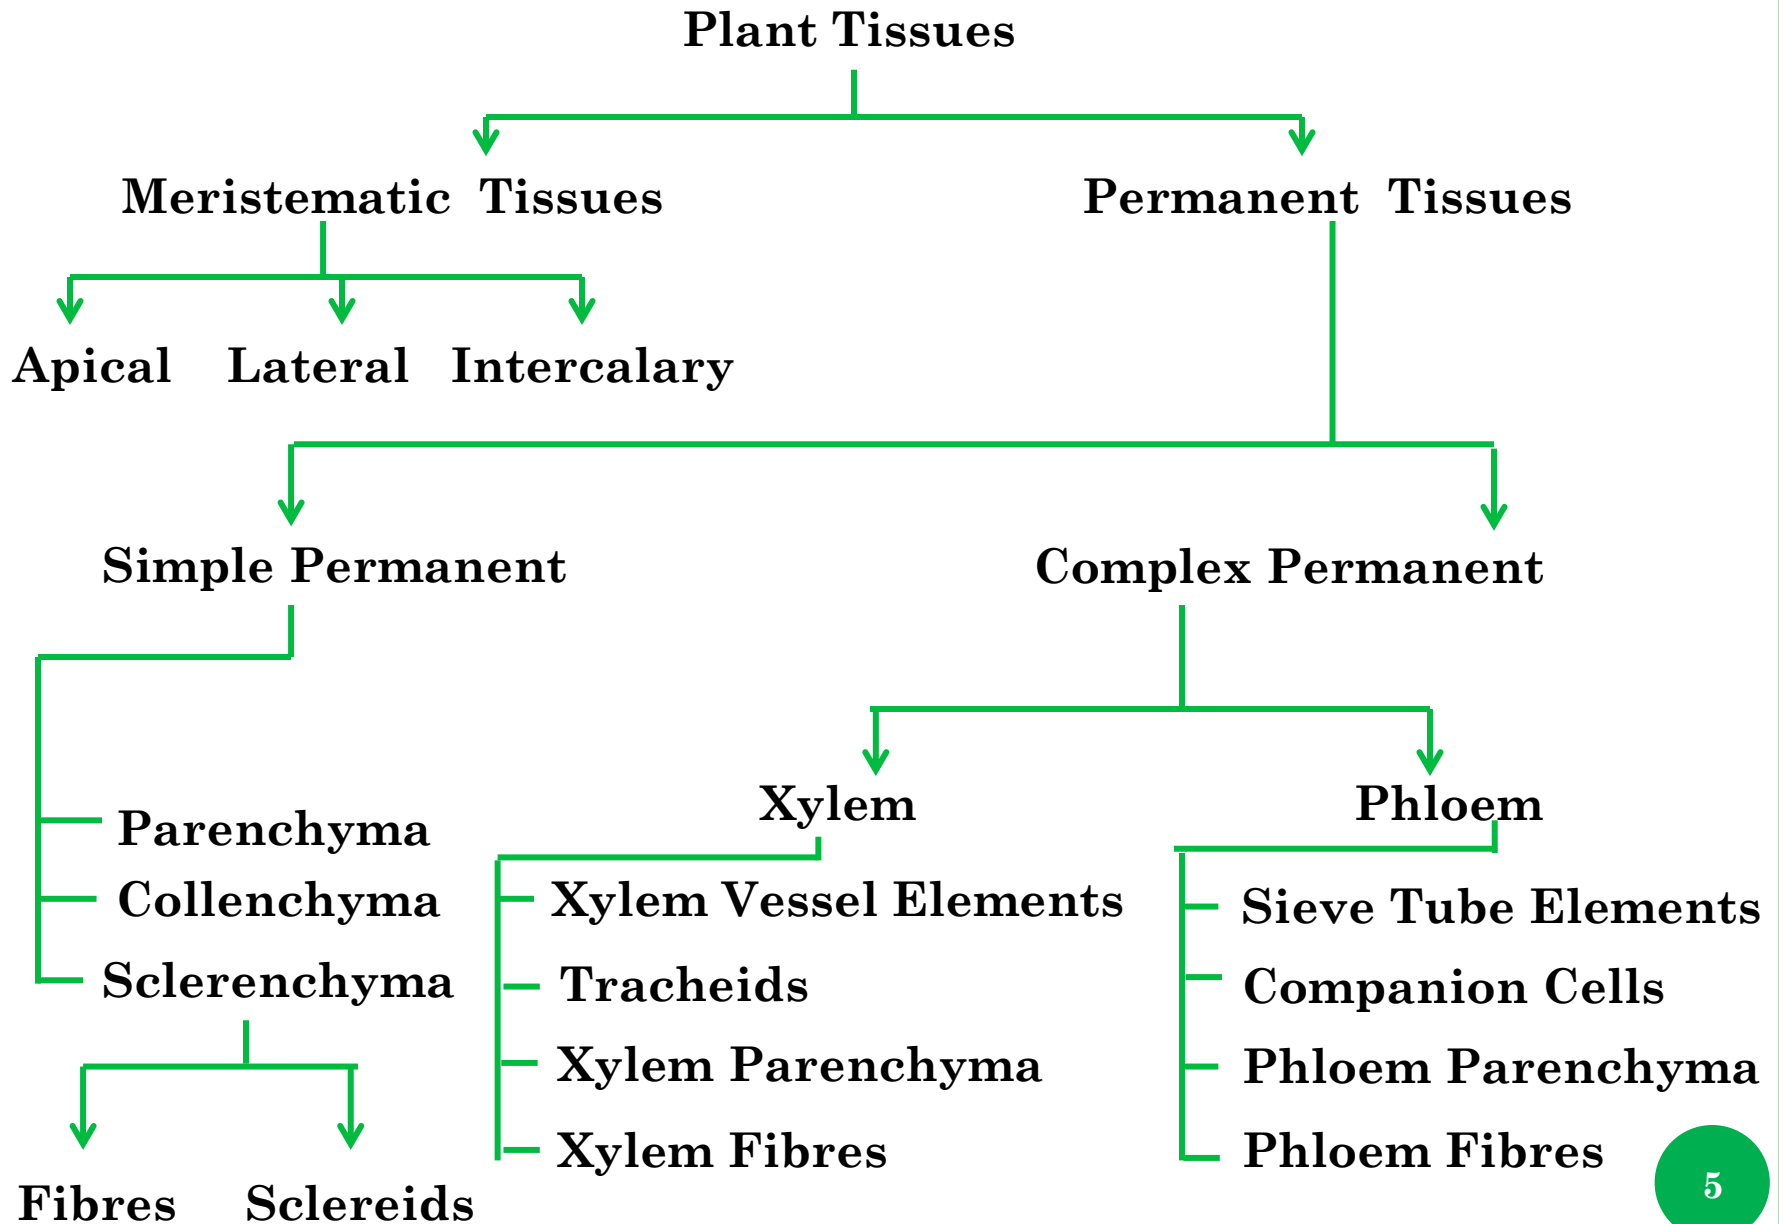 Plant Tissues
Meristematic Tissues
Permanent Tissues
Apical
Lateral
Intercalary
Simple Permanent
Complex Permanent
Xylem
Phloem
Parenchyma
Collenchyma
Sclerenchyma
Fibres
Sclereids
Xylem Vessel Elements
Tracheids
Xylem Parenchyma
Xylem Fibres
Sieve Tube Elements
Companion Cells
Phloem Parenchyma
Phloem Fibres
5